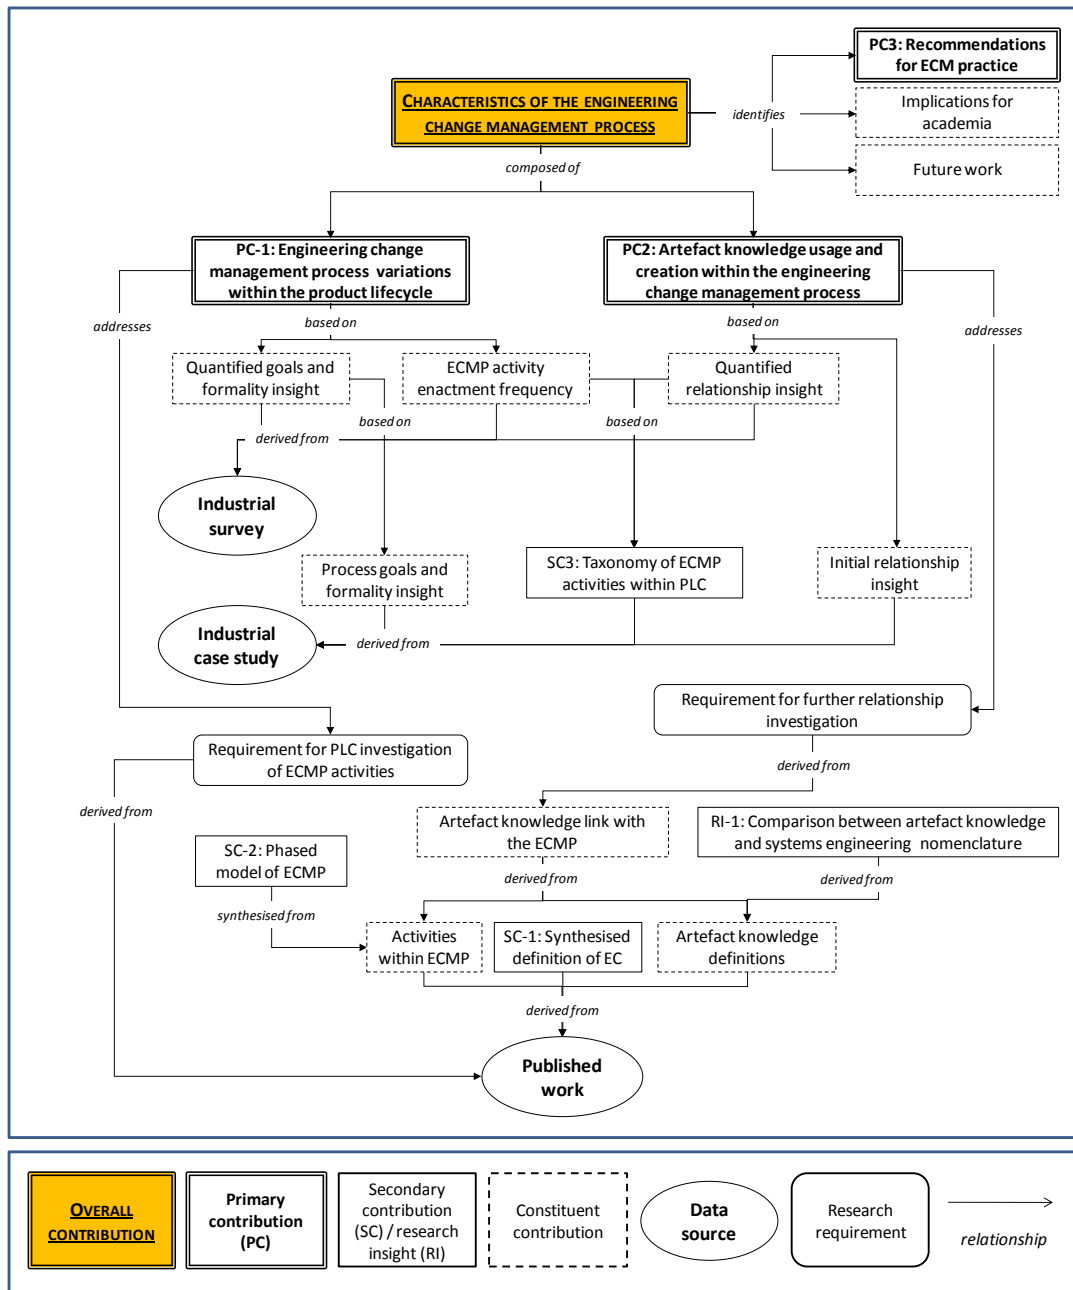 PC3: Recommendations
for ECM practice
CHARACTERISTICS OF THE ENGINEERING
CHANGE MANAGEMENT PROCESS
identifies
Implications for
academia
Future work
composed of
PC-1: Engineering change
management process variations
within the product lifecycle
PC2: Artefact knowledge usage and
creation within the engineering
change management process
addresses
based on
based on
addresses
Quantified goals and
formality insight
ECMP activity
enactment frequency
Quantified
relationship insight
based on
based on
derived from
Industrial
survey
Process goals and
formality insight
SC3: Taxonomy of ECMP
activities within PLC
Initial relationship
insight
Industrial
case study
derived from
Requirement for further relationship
investigation
Requirement for PLC investigation
of ECMP activities
derived from
derived from
Artefact knowledge link with
the ECMP
RI-1: Comparison between artefact knowledge
and systems engineering nomenclature
SC-2: Phased
model of ECMP
derived from
derived from
synthesised from
Activities
within ECMP
SC-1: Synthesised
definition of EC
Artefact knowledge
definitions
derived from
Published
work
OVERALL
CONTRIBUTION
Primary
contribution
(PC)
Secondary
contribution
(SC) / research
insight (RI)
Constituent
contribution
Data
source
Research
requirement
relationship